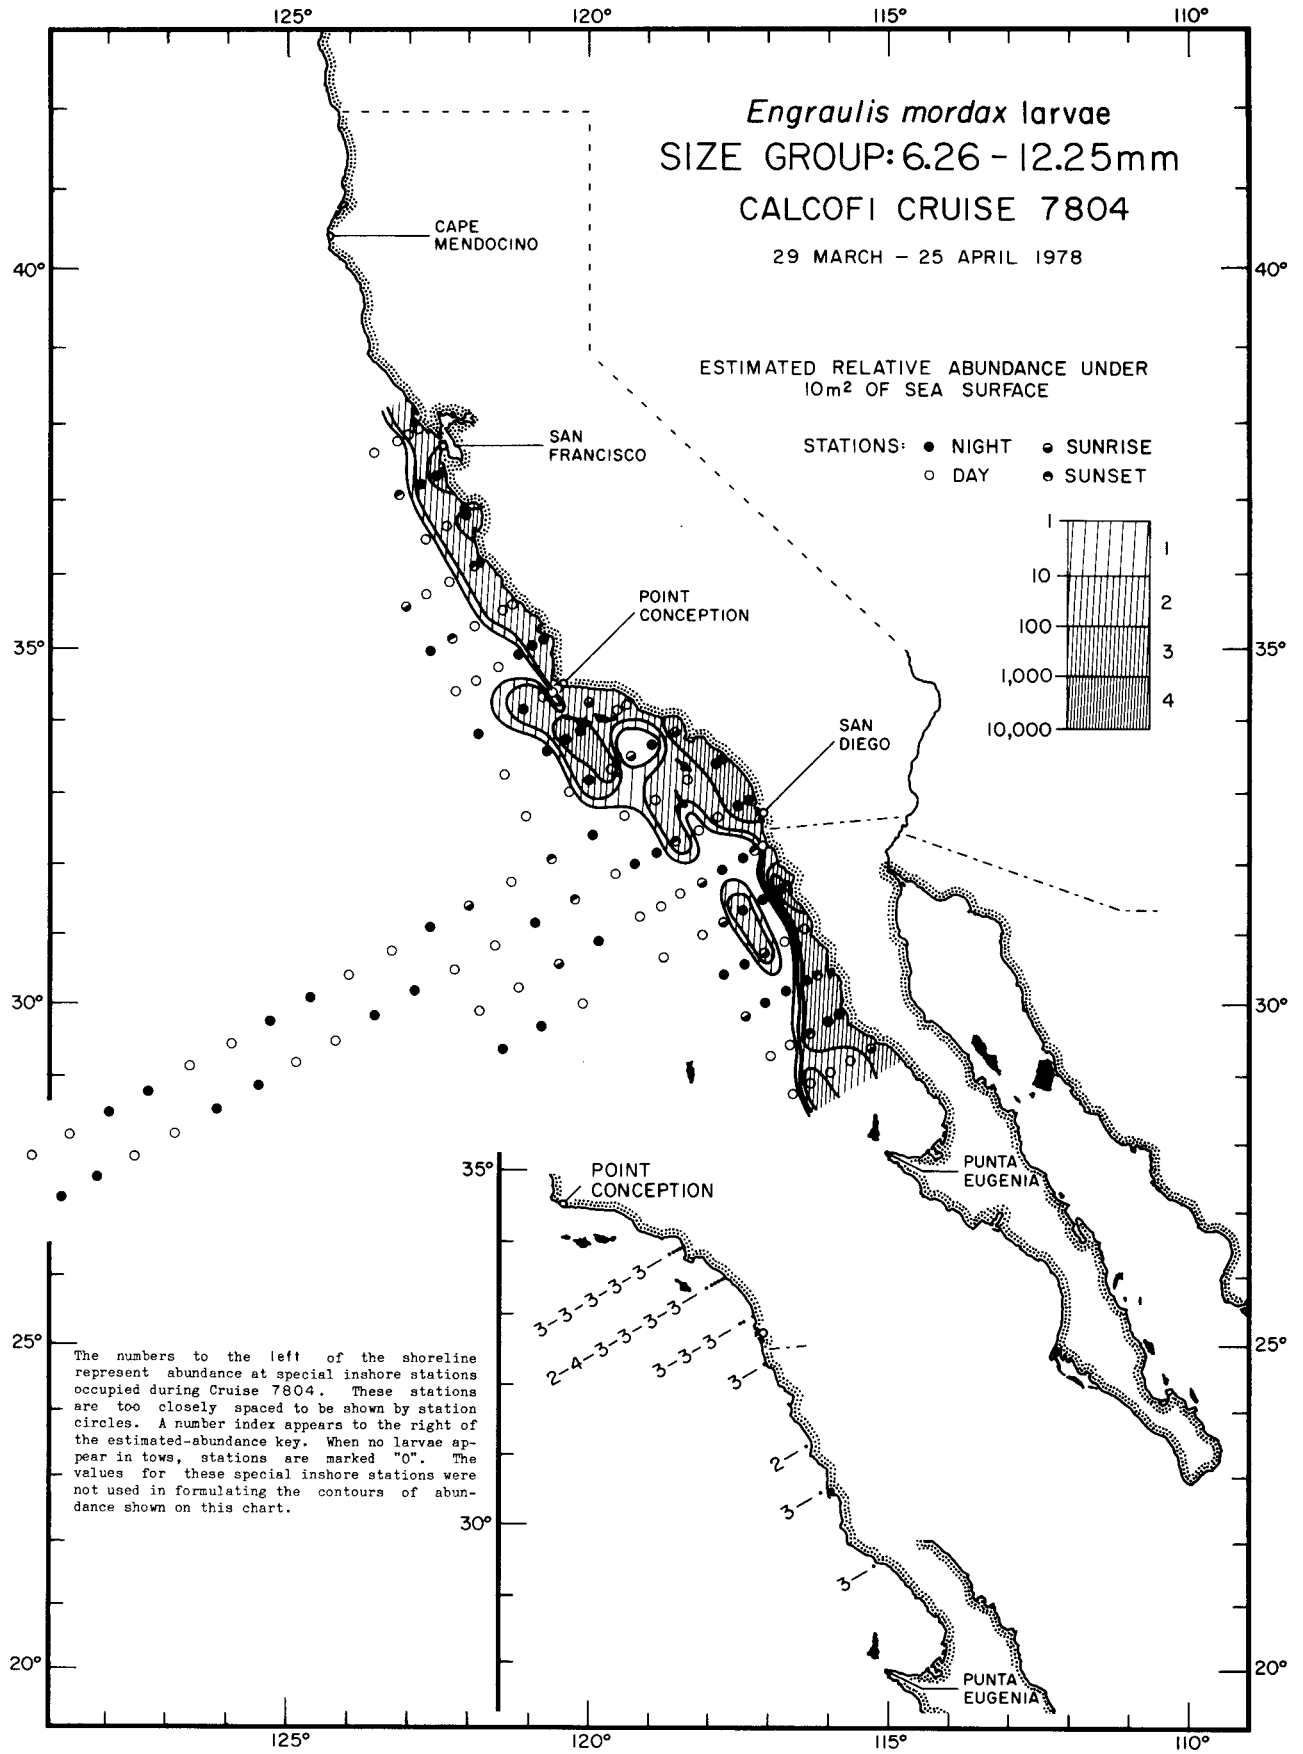 125° 120° 115° 110°
Engraulis mordax larvae
SIZE GROUP: 6.26 - 12.25mm
CALCOFI CRUISE 7804
29 MARCH - 25 APRIL 1978
CAPE
MENDOCINO
40° 40°
ESTIMATED RELATIVE ABUNDANCE UNDER
10m² OF SEA SURFACE
STATIONS: ● NIGHT SUNRISE
○ DAY SUNSET
SAN
FRANCISCO
1
1
10
2
100
3
1,000
4
10,000
POINT
CONCEPTION
35° 35°
SAN
DIEGO
30° 30°
PUNTA
EUGENIA
35°
POINT
CONCEPTION
3-3-3-3-3
2-4-3-3-3-3
3-3-3
3
2
3
3
25° 25°
The numbers to the left of the shoreline
represent abundance at special inshore stations
occupied during Cruise 7804. These stations
are too closely spaced to be shown by station
circles. A number index appears to the right of
the estimated-abundance key. When no larvae ap-
pear in tows, stations are marked "0". The
values for these special inshore stations were
not used in formulating the contours of abun-
dance shown on this chart.
30°
20° 20°
PUNTA
EUGENIA
125° 120° 115° 110°